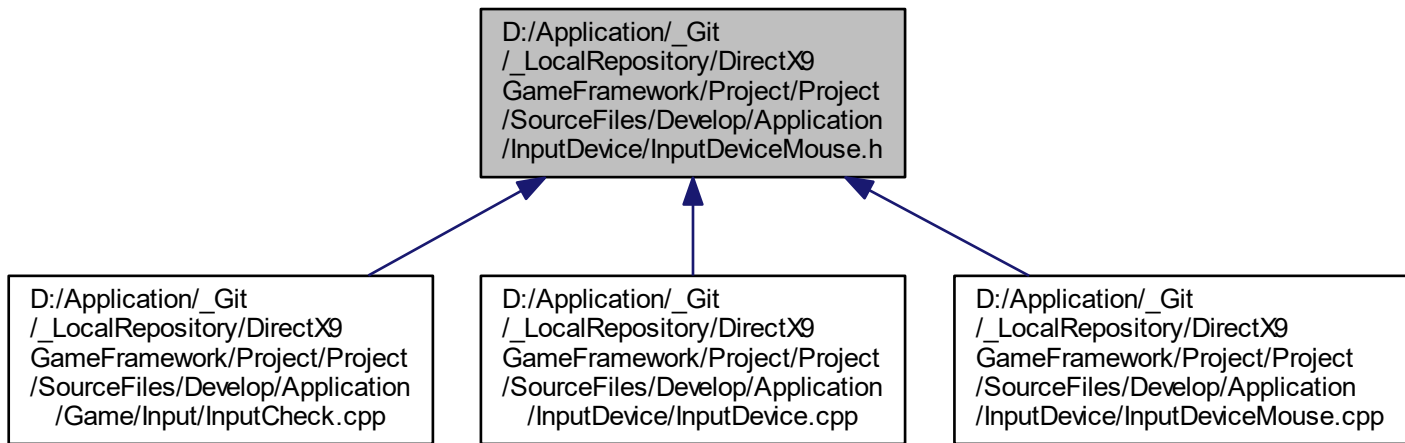 D:/Application/_Git
/_LocalRepository/DirectX9
GameFramework/Project/Project
/SourceFiles/Develop/Application
/InputDevice/InputDeviceMouse.h
D:/Application/_Git
/_LocalRepository/DirectX9
GameFramework/Project/Project
/SourceFiles/Develop/Application
/Game/Input/InputCheck.cpp
D:/Application/_Git
/_LocalRepository/DirectX9
GameFramework/Project/Project
/SourceFiles/Develop/Application
/InputDevice/InputDevice.cpp
D:/Application/_Git
/_LocalRepository/DirectX9
GameFramework/Project/Project
/SourceFiles/Develop/Application
/InputDevice/InputDeviceMouse.cpp